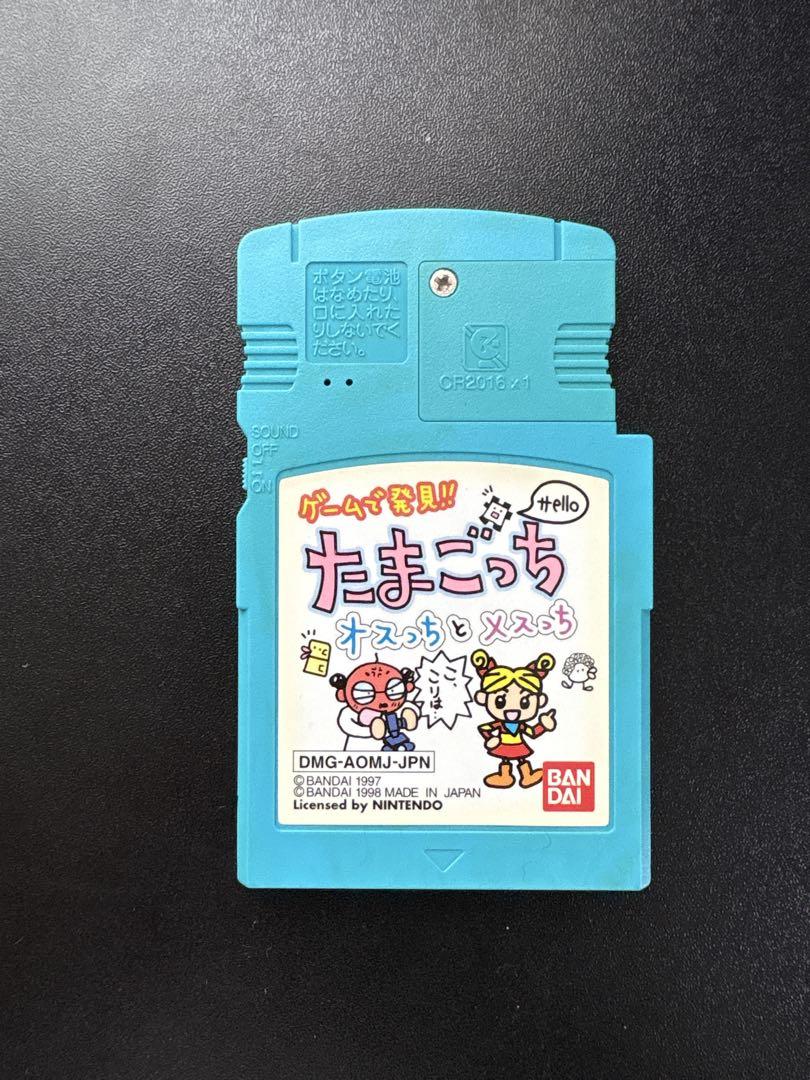 ボタン電池
はなめたり、
口に入れた
りしないでく
ださい。
CR2016×1
SOUND
OFF
ON
ゲームで発見!!
Hello
たまごっち
オスっちとメスっち
こ、
こりは…
DMG-AOMJ-JPN
©BANDAI 1997
©BANDAI 1998 MADE IN JAPAN
Licensed by NINTENDO
BAN
DAI